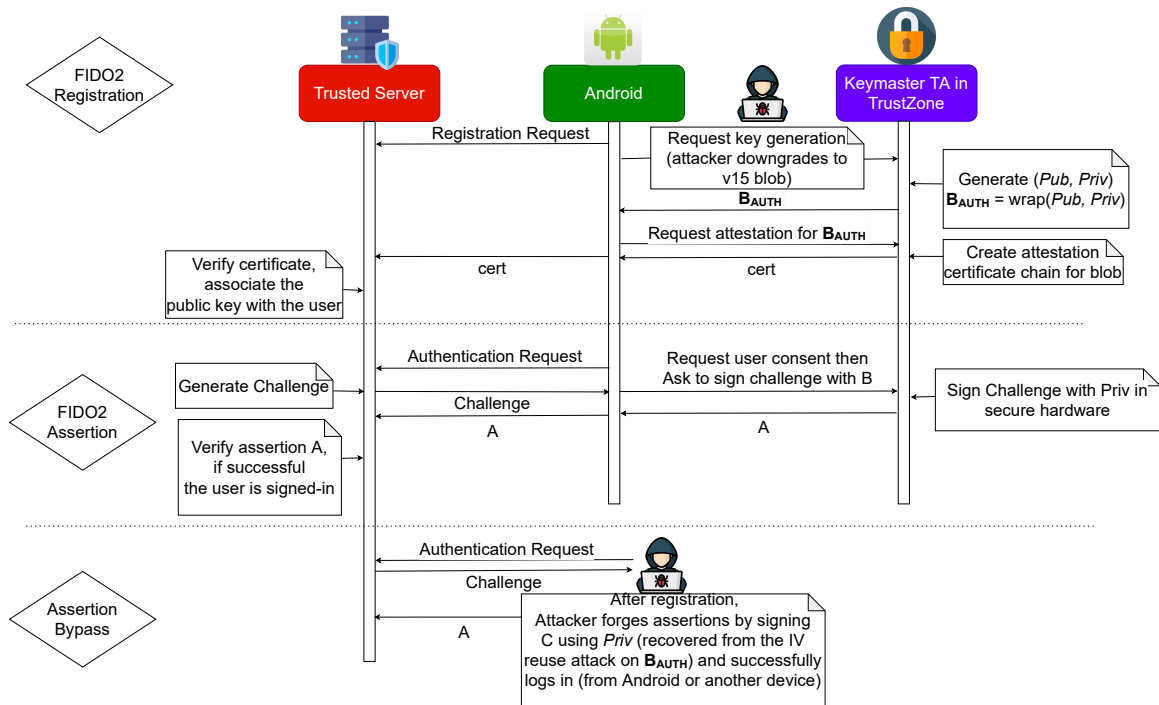 FIDO2
Registration
Trusted Server
Android
Keymaster TA in
TrustZone
Registration Request
Request key generation
(attacker downgrades to
v15 blob)
Generate (Pub, Priv)
B_AUTH = wrap(Pub, Priv)
B_AUTH
Request attestation for B_AUTH
Create attestation
certificate chain for blob
cert
cert
Verify certificate,
associate the
public key with the user
FIDO2
Assertion
Authentication Request
Request user consent then
Ask to sign challenge with B
Generate Challenge
Challenge
Sign Challenge with Priv in
secure hardware
A
A
Verify assertion A,
if successful
the user is signed-in
Assertion
Bypass
Authentication Request
Challenge
A
After registration,
Attacker forges assertions by signing
C using Priv (recovered from the IV
reuse attack on B_AUTH) and successfully
logs in (from Android or another device)